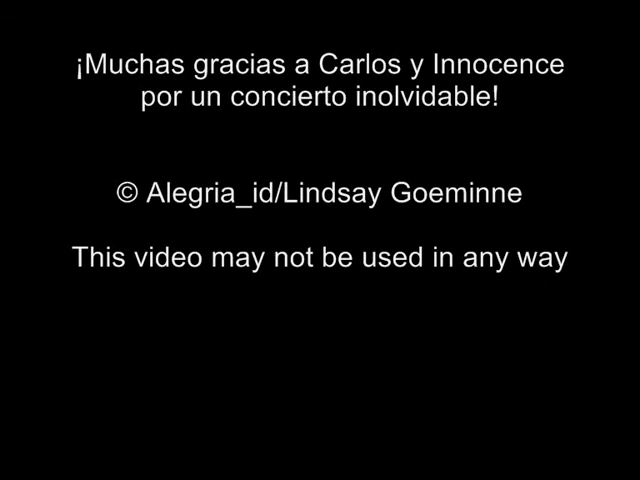 ¡Muchas gracias a Carlos y Innocence
por un concierto inolvidable!
© Alegria_id/Lindsay Goeminne
This video may not be used in any way